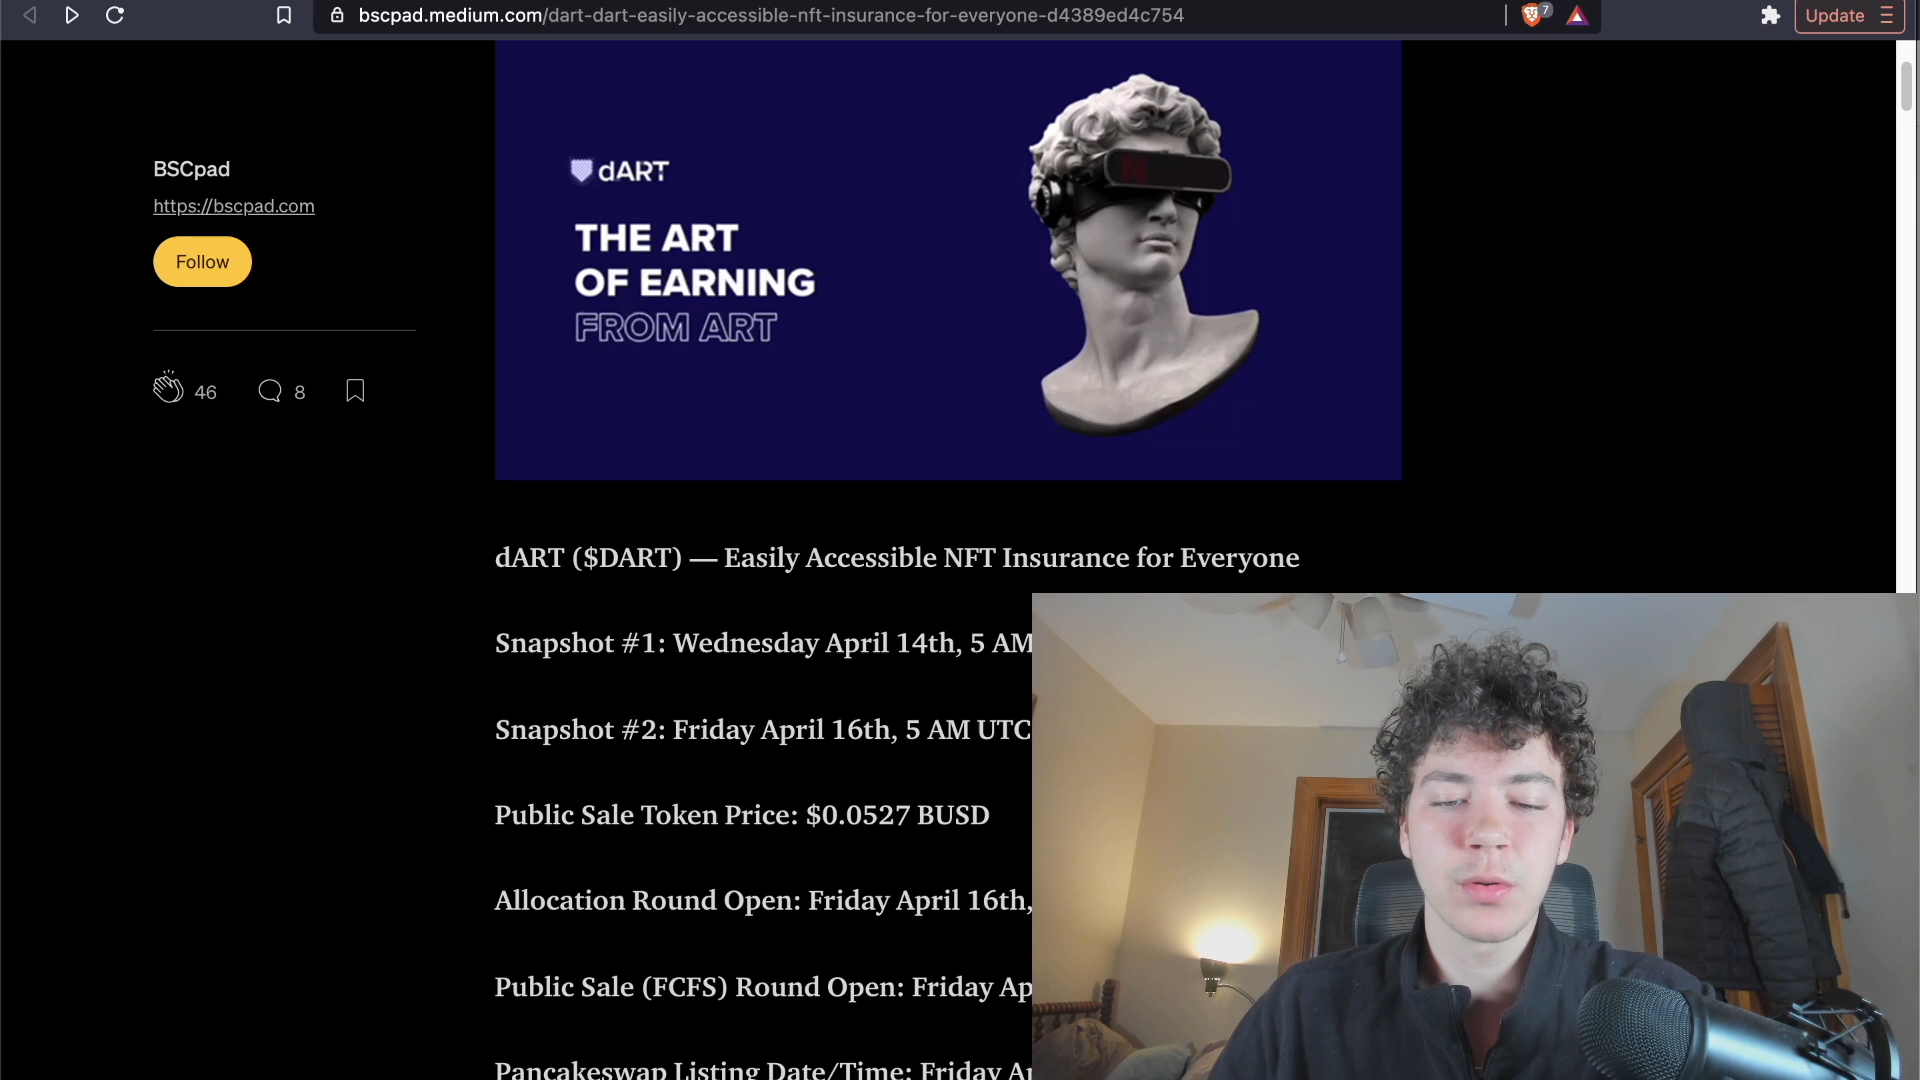 bscpad.medium.com/dart-dart-easily-accessible-nft-insurance-for-everyone-d4389ed4c754
7
Update
BSCpad
https://bscpad.com
Follow
46
8
dART
THE ART
OF EARNING
FROM ART
dART ($DART) — Easily Accessible NFT Insurance for Everyone
Snapshot #1: Wednesday April 14th, 5 AM
Snapshot #2: Friday April 16th, 5 AM UTC
Public Sale Token Price: $0.0527 BUSD
Allocation Round Open: Friday April 16th,
Public Sale (FCFS) Round Open: Friday Ap
Pancakeswap Listing Date/Time: Friday A